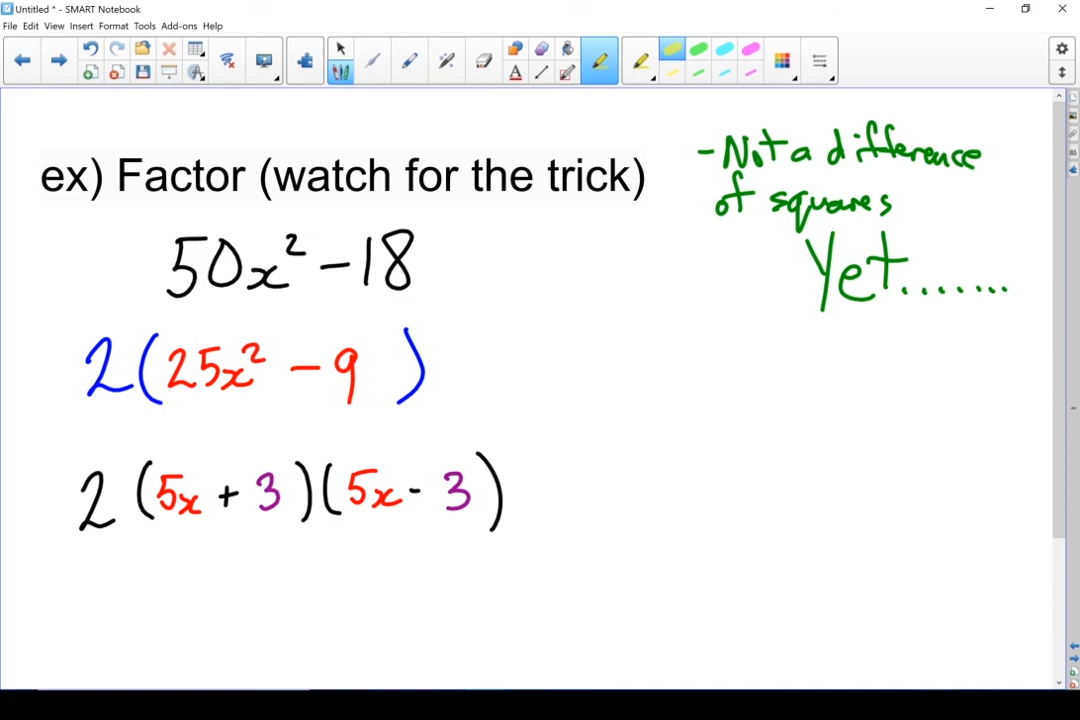 Untitled * - SMART Notebook
File Edit View Insert Format Tools Add-ons Help
ex) Factor (watch for the trick)
50x² - 18
2(25x² - 9 )
2(5x + 3)(5x - 3)
- Not a difference
of squares
Yet.......